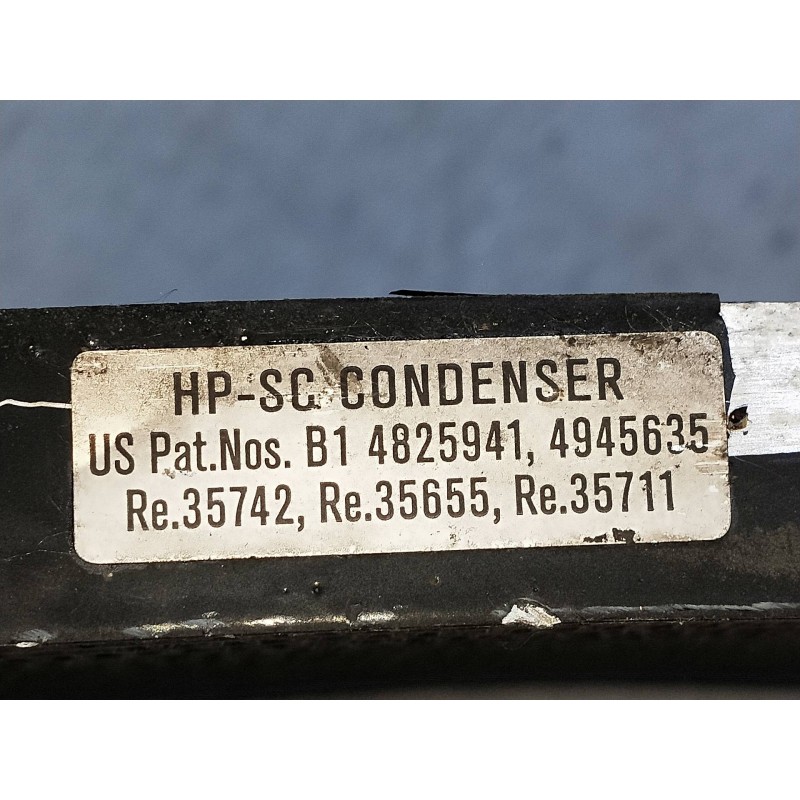 HP-SC CONDENSER
US Pat.Nos. B1 4825941, 4945635
Re.35742, Re.35655, Re.35711